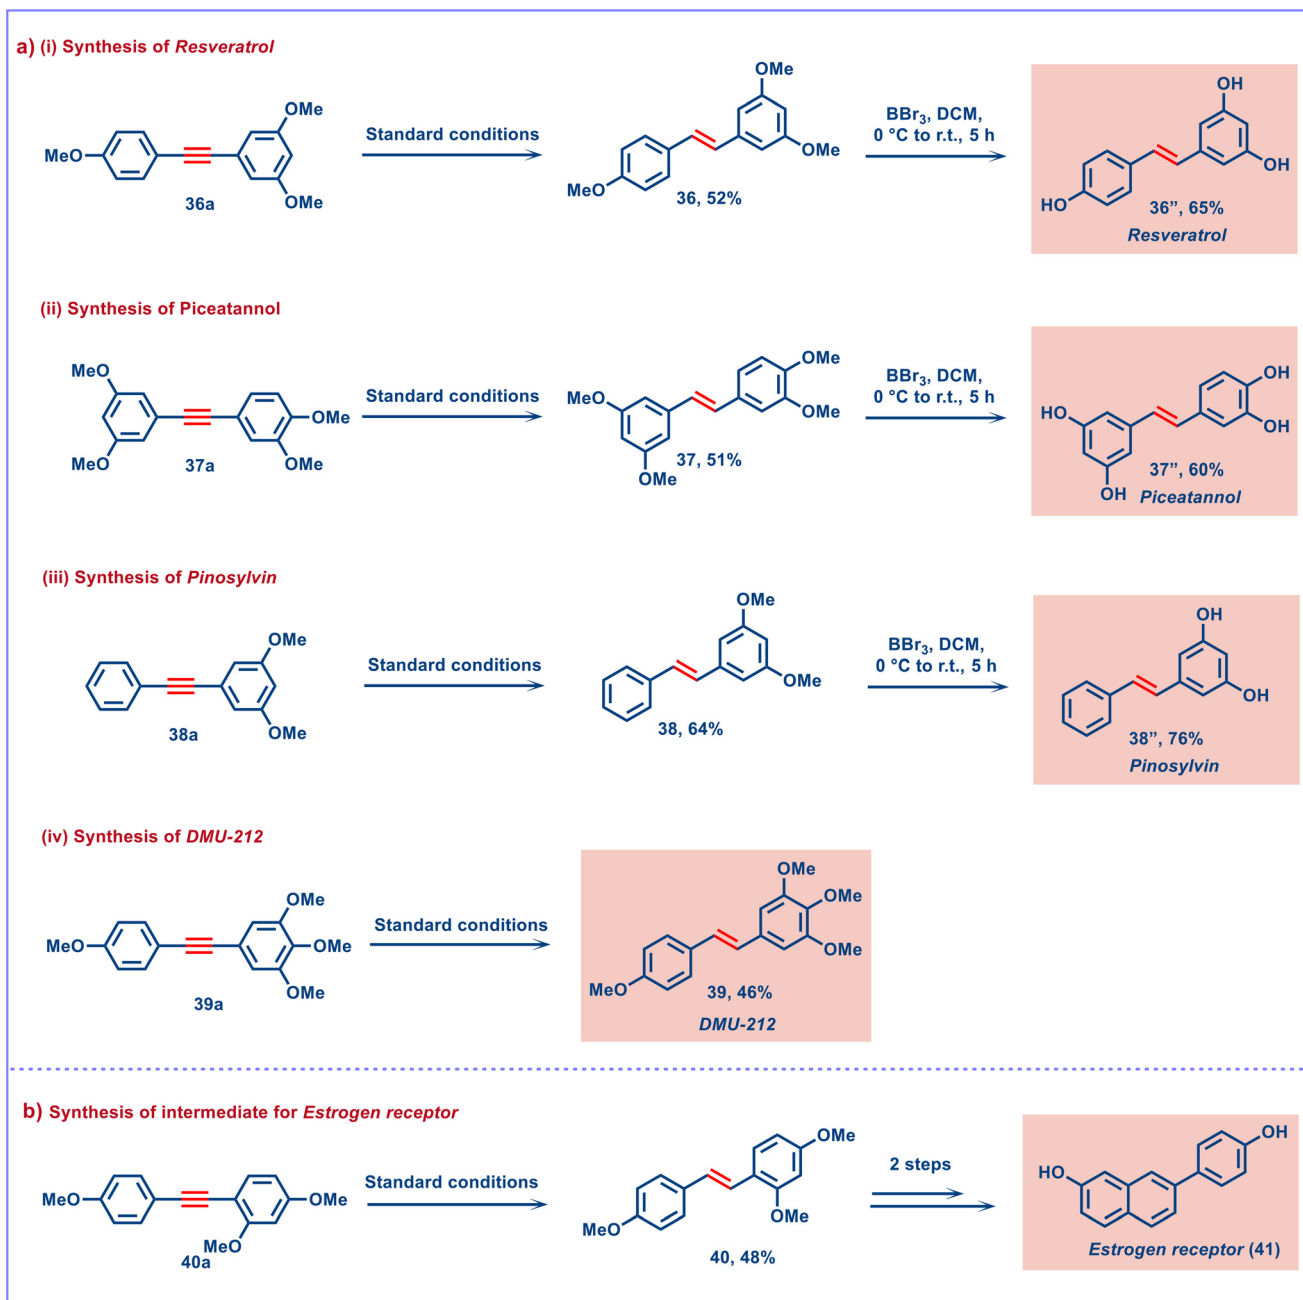 a) (i) Synthesis of Resveratrol
MeO
OMe
OMe
36a
Standard conditions
OMe
OMe
MeO
36, 52%
BBr₃, DCM,
0 °C to r.t., 5 h
OH
OH
HO
36”, 65%
Resveratrol
(ii) Synthesis of Piceatannol
MeO
MeO
OMe
OMe
37a
Standard conditions
OMe
OMe
MeO
OMe
37, 51%
BBr₃, DCM,
0 °C to r.t., 5 h
OH
OH
HO
OH
37”, 60%
Piceatannol
(iii) Synthesis of Pinosylvin
OMe
OMe
38a
Standard conditions
OMe
OMe
38, 64%
BBr₃, DCM,
0 °C to r.t., 5 h
OH
OH
38”, 76%
Pinosylvin
(iv) Synthesis of DMU-212
MeO
OMe
OMe
OMe
39a
Standard conditions
OMe
OMe
OMe
MeO
39, 46%
DMU-212
b) Synthesis of intermediate for Estrogen receptor
MeO
OMe
MeO
40a
Standard conditions
OMe
OMe
MeO
40, 48%
2 steps
OH
HO
Estrogen receptor (41)